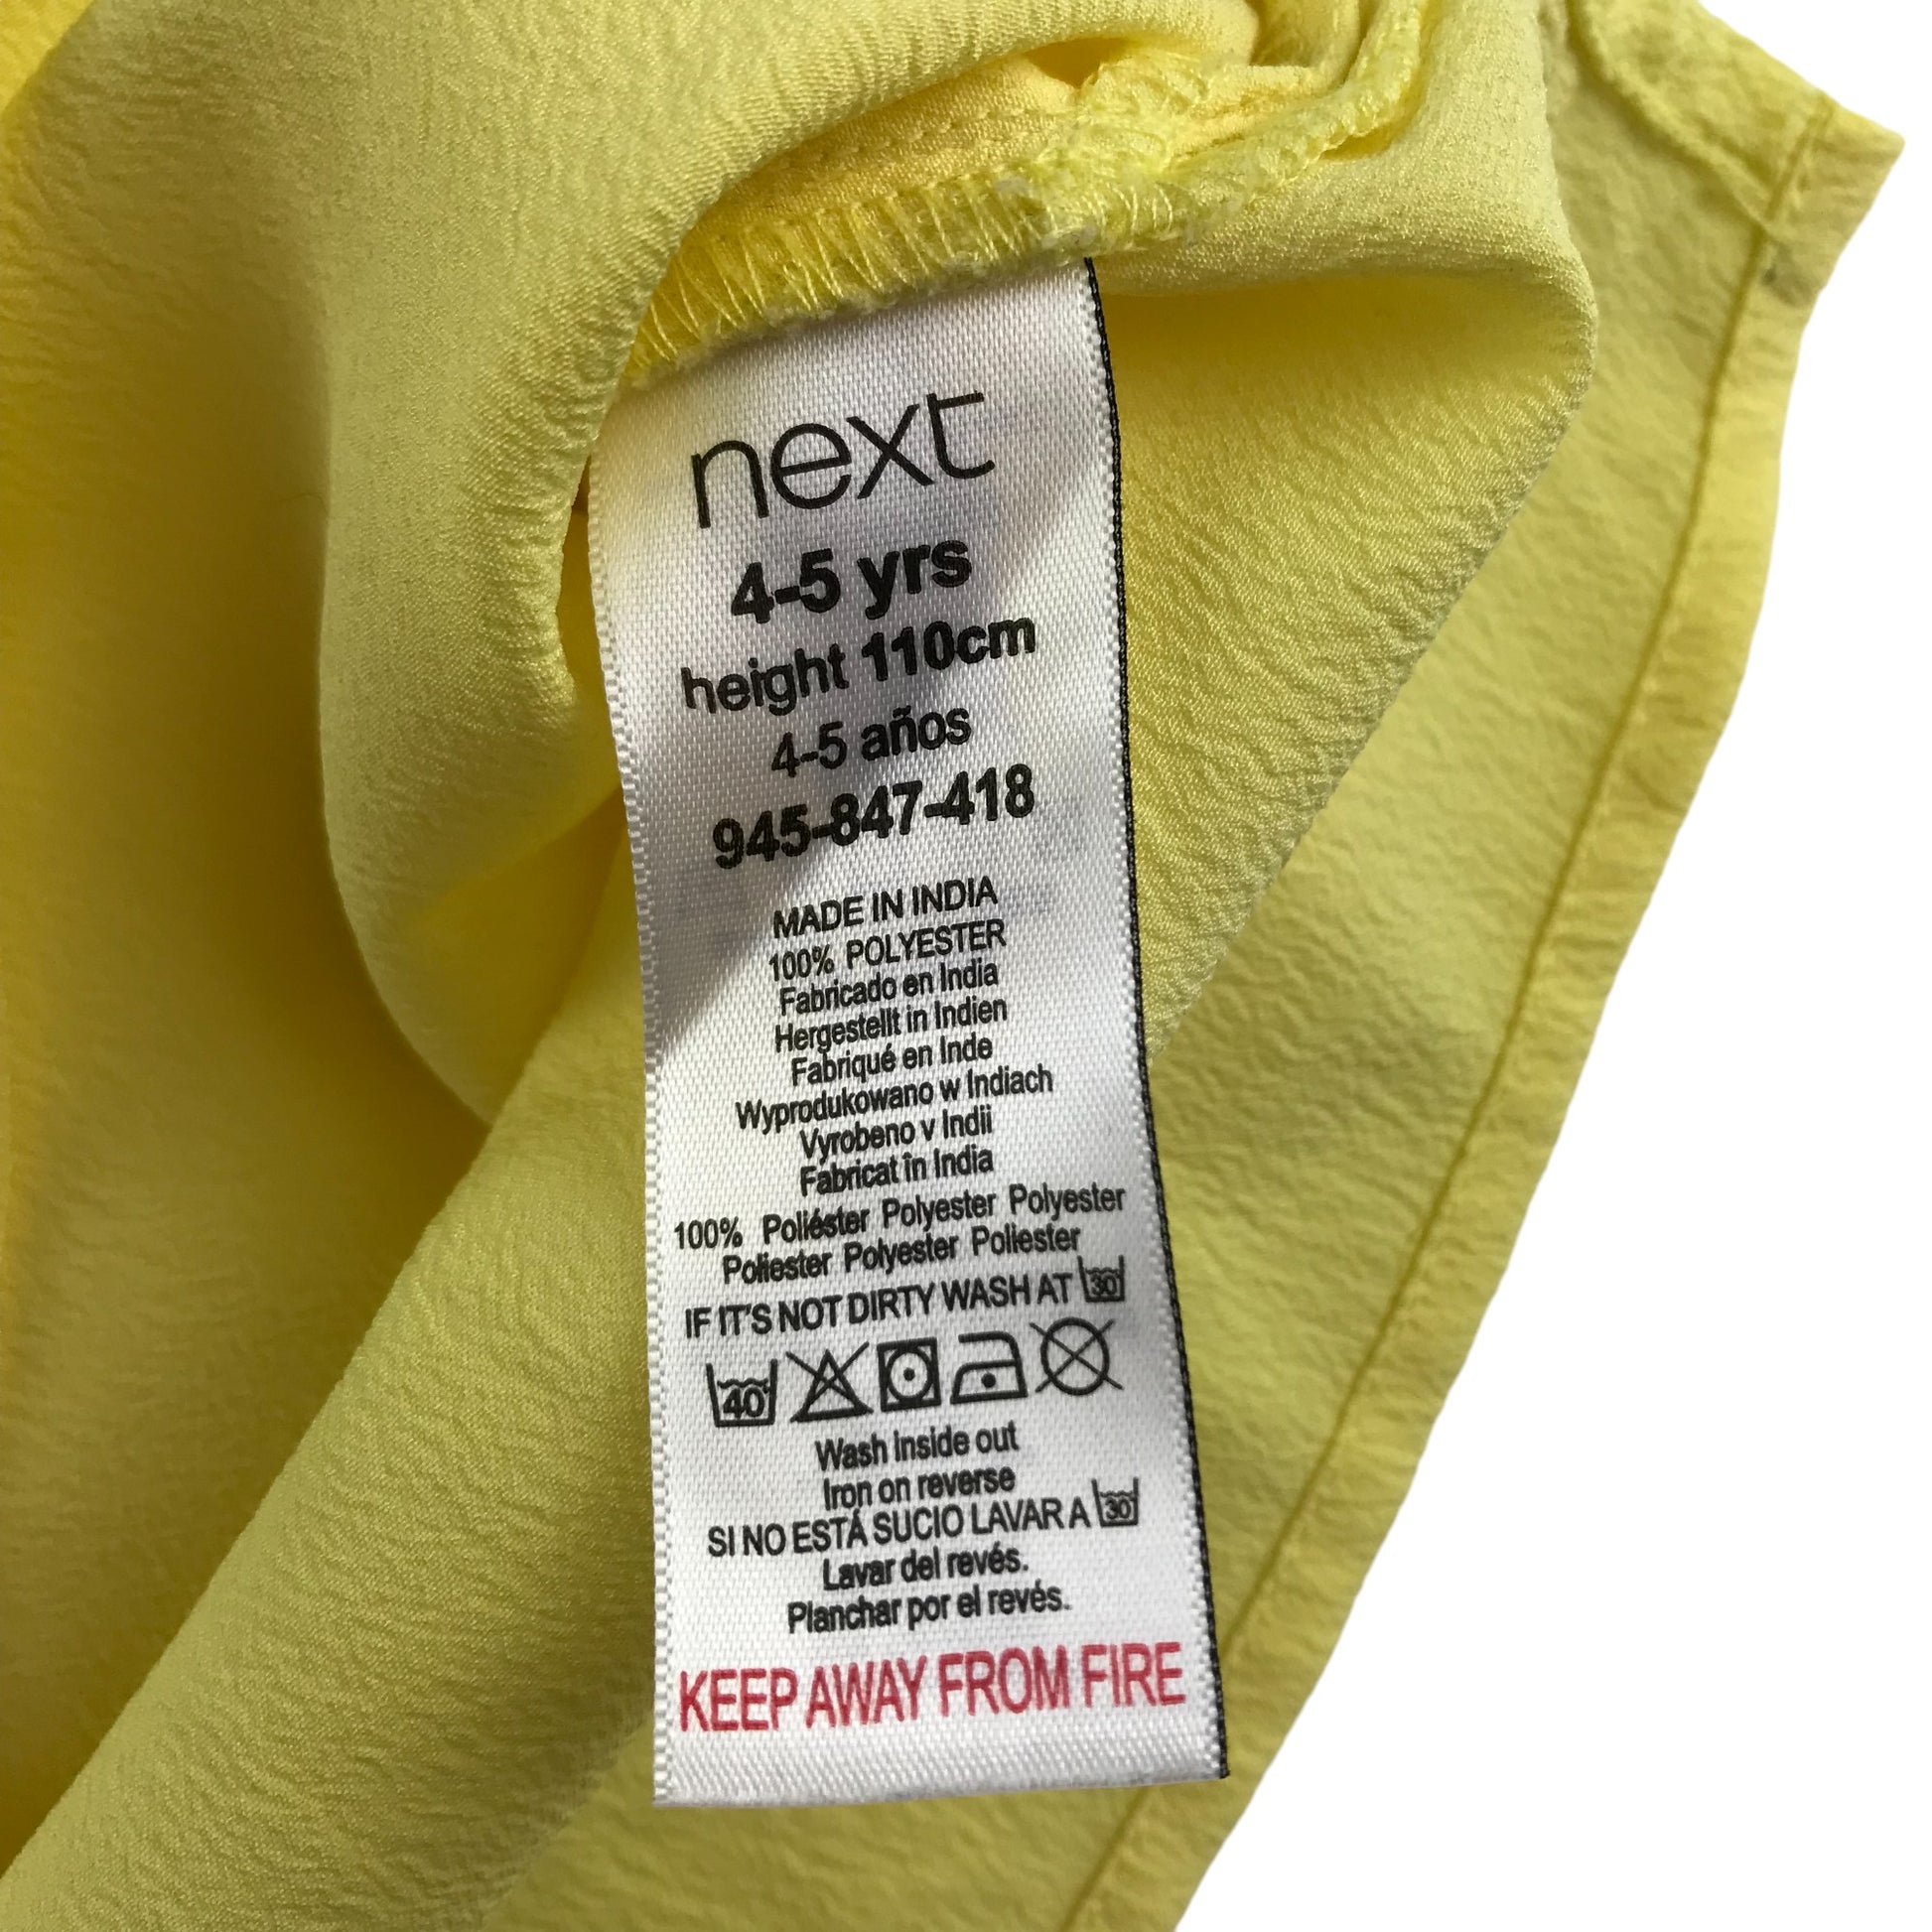 next
4-5 yrs
height 110cm
4-5 años
945-847-418
MADE IN INDIA
100% POLYESTER
Fabricado en India
Hergestellt in Indien
Fabriqué en Inde
Wyprodukowano w Indiach
Vyrobeno v Indii
Fabricat în India
100% Poliéster Polyester Polyester
Poliester Polyester Poliester
IF IT'S NOT DIRTY WASH AT 30
40
Wash inside out
Iron on reverse
SI NO ESTÁ SUCIO LAVAR A 30
Lavar del revés.
Planchar por el revés.
KEEP AWAY FROM FIRE